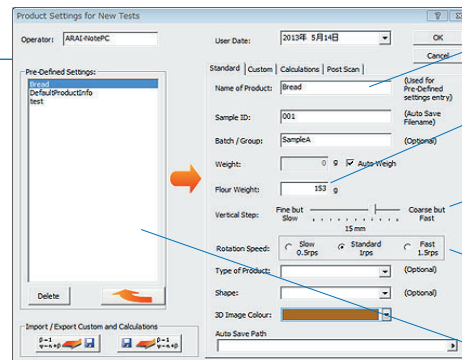 Product Settings for New Tests
Operator: ARAI-NotePC
User Date: 2013年 5月14日
OK
Cancel
Pre-Defined Settings:
Bread
DefaultProductInfo
test
Delete
Import / Export Custom and Calculations
Standard Custom Calculations Post Scan
Name of Product: Bread (Used for Pre-Defined settings entry)
Sample ID: 001 (Auto Save Filename)
Batch / Group: SampleA (Optional)
Weight: 0 g Auto Weigh
Flour Weight: 153 g
Vertical Step: Fine but Slow Coarse but Fast
15 mm
Rotation Speed: Slow 0.5rps Standard 1rps Fast 1.5rps
Type of Product: (Optional)
Shape: (Optional)
3D Image Colour:
Auto Save Path